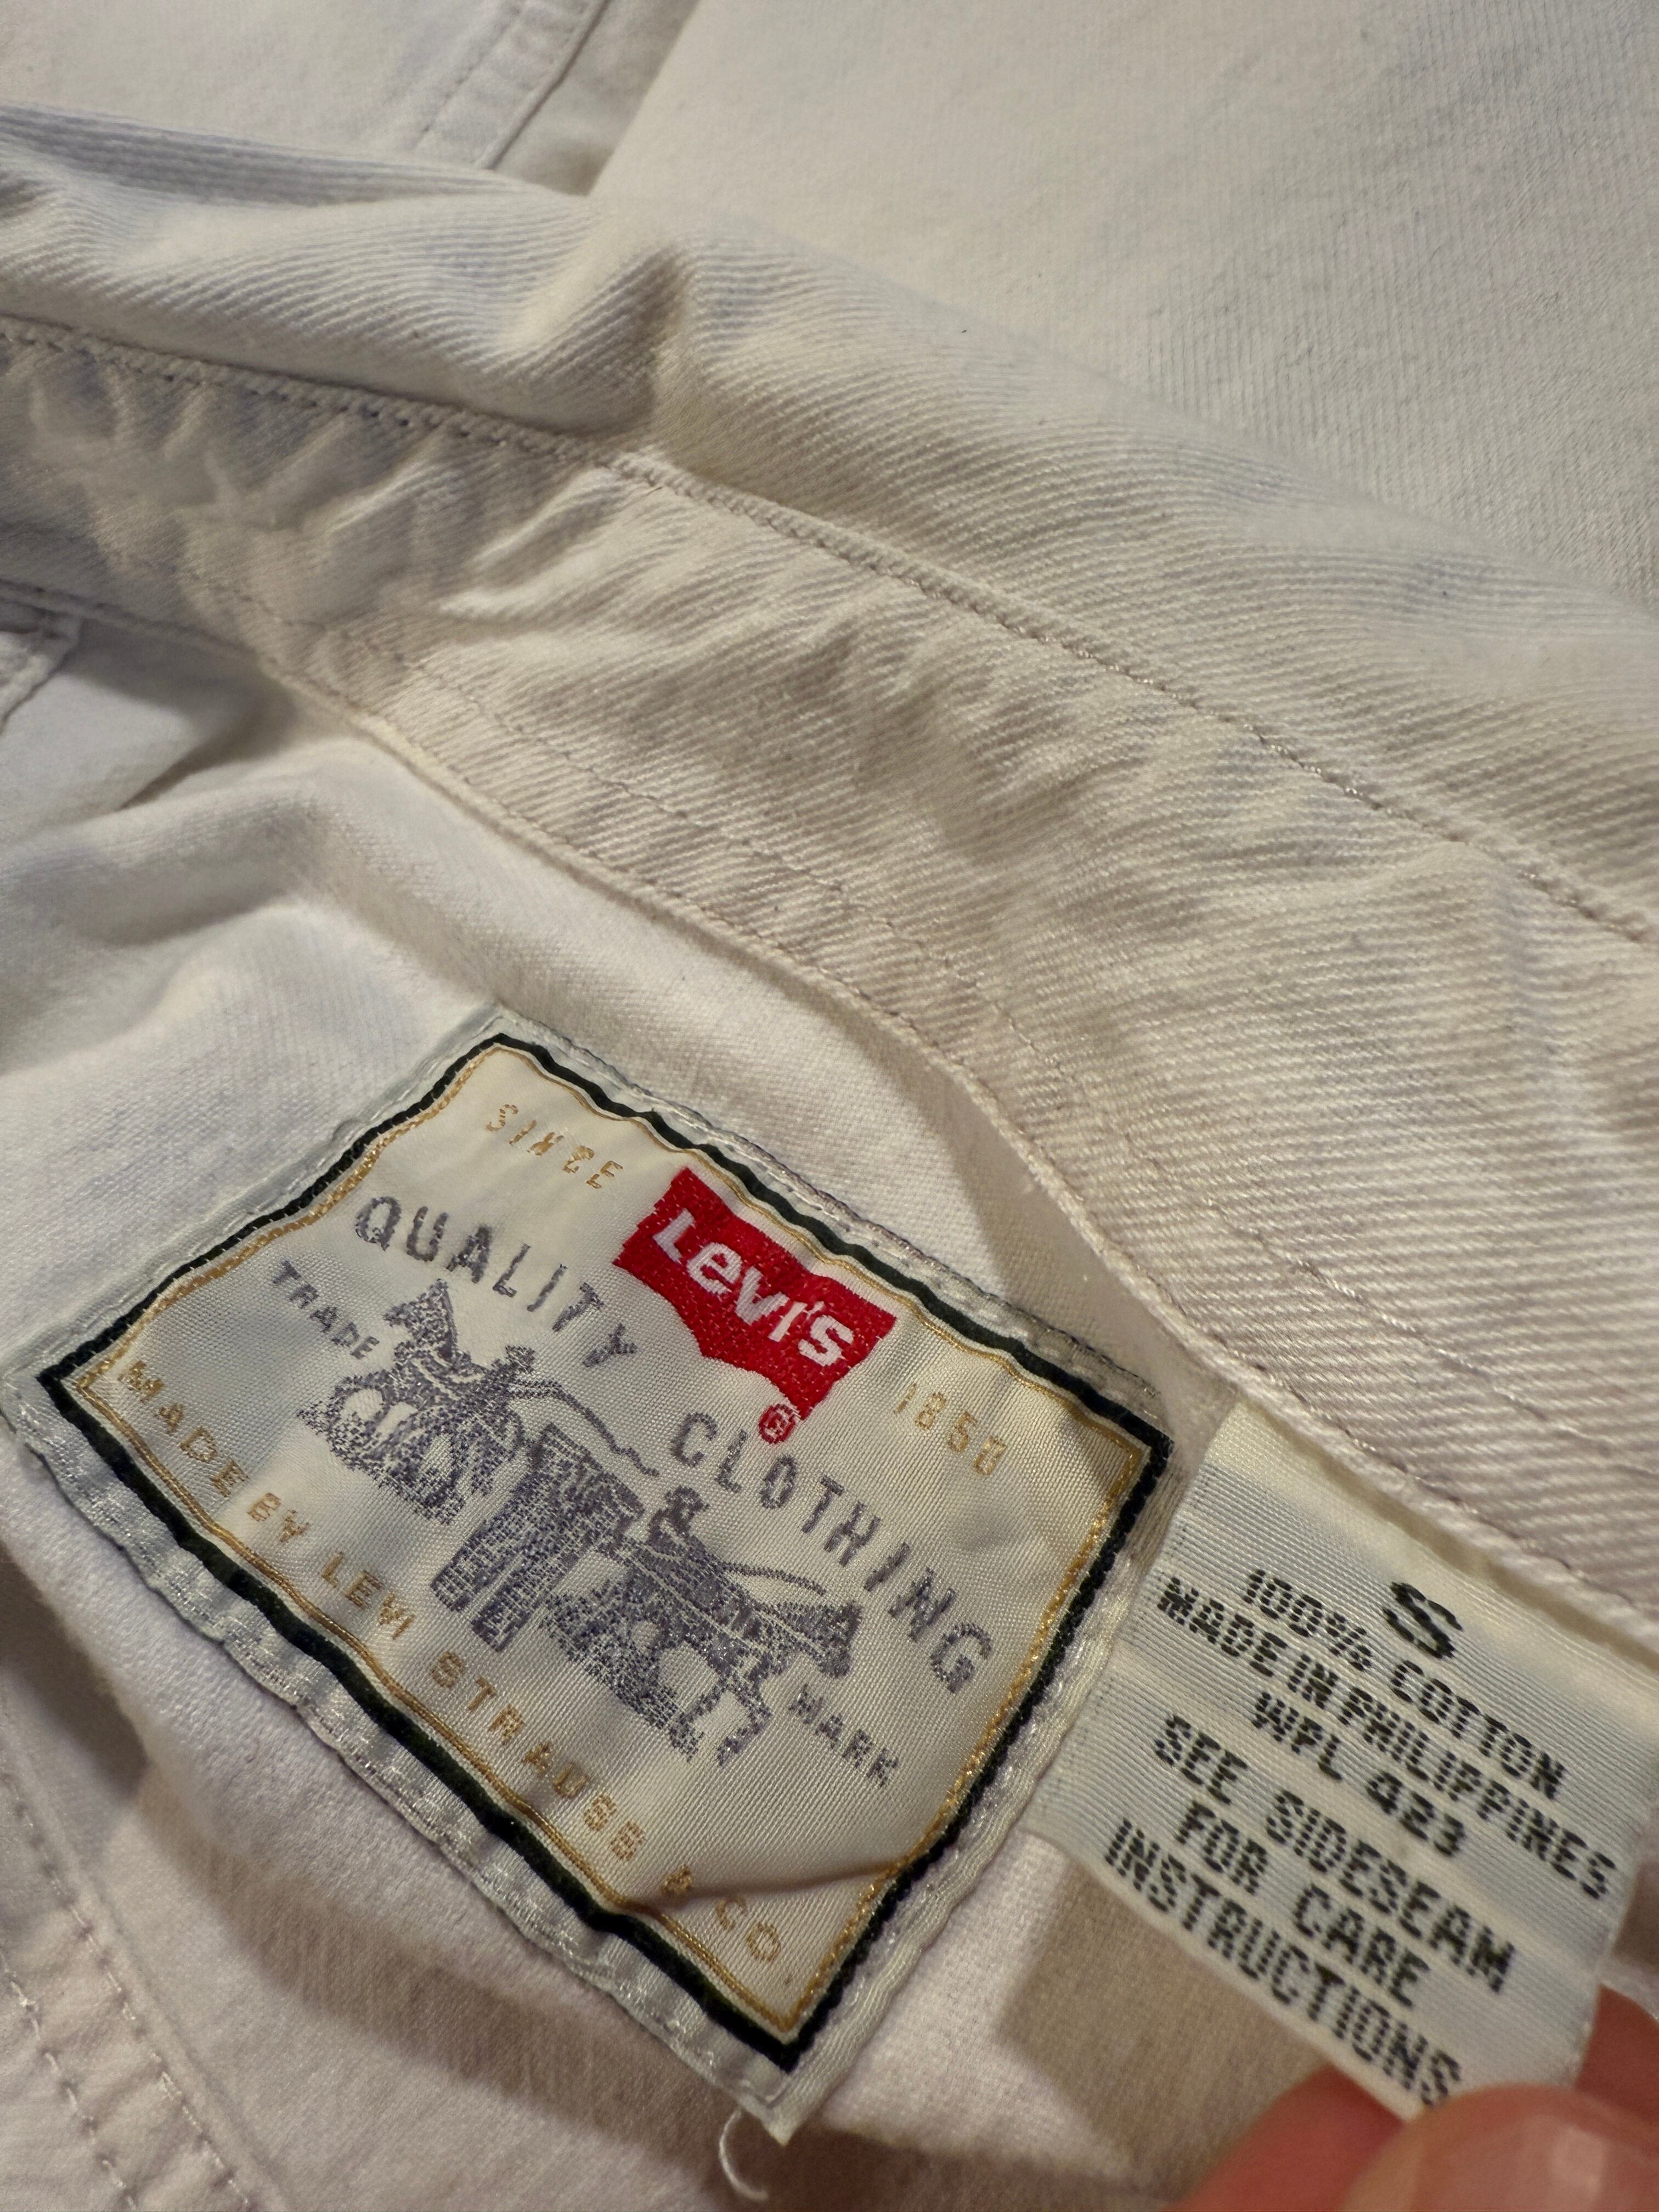 SINCE Levi's ® 1850
QUALITY CLOTHING
TRADE MARK
MADE BY LEVI STRAUSS & CO.
S
100% COTTON
MADE IN PHILIPPINES
WPL 423
SEE SIDESEAM
FOR CARE
INSTRUCTIONS